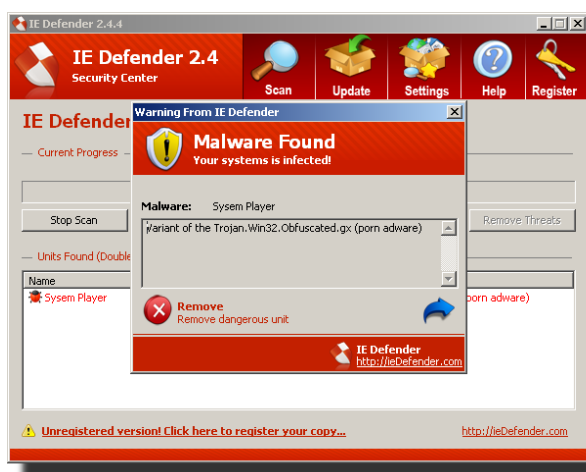 IE Defender 2.4.4
IE Defender 2.4
Security Center
Scan
Update
Settings
Help
Register
IE Defender
Current Progress
Stop Scan
Remove Threats
Units Found (Double
Name
Sysem Player
porn adware)
Warning From IE Defender
Malware Found
Your systems is infected!
Malware: Sysem Player
Variant of the Trojan.Win32.Obfuscated.gx (porn adware)
Remove
Remove dangerous unit
IE Defender
http://ieDefender.com
Unregistered version! Click here to register your copy...
http://ieDefender.com